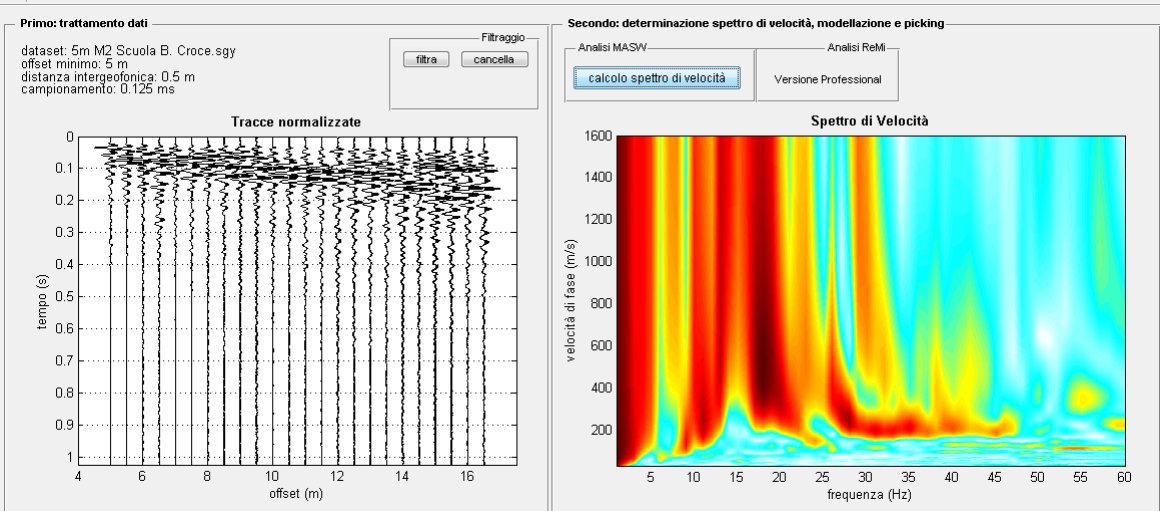 Primo: trattamento dati
dataset: 5m M2 Scuola B. Croce.sgy
offset minimo: 5 m
distanza intergeofonica: 0.5 m
campionamento: 0.125 ms
Filtraggio
filtra
cancella
Tracce normalizzate
0
0.1
0.2
0.3
0.4
0.5
0.6
0.7
0.8
0.9
1
tempo (s)
4
6
8
10
12
14
16
offset (m)
Secondo: determinazione spettro di velocità, modellazione e picking
Analisi MASW
calcolo spettro di velocità
Analisi ReMi
Versione Professional
Spettro di Velocità
1600
1400
1200
1000
800
600
400
200
velocità di fase (m/s)
5
10
15
20
25
30
35
40
45
50
55
60
frequenza (Hz)